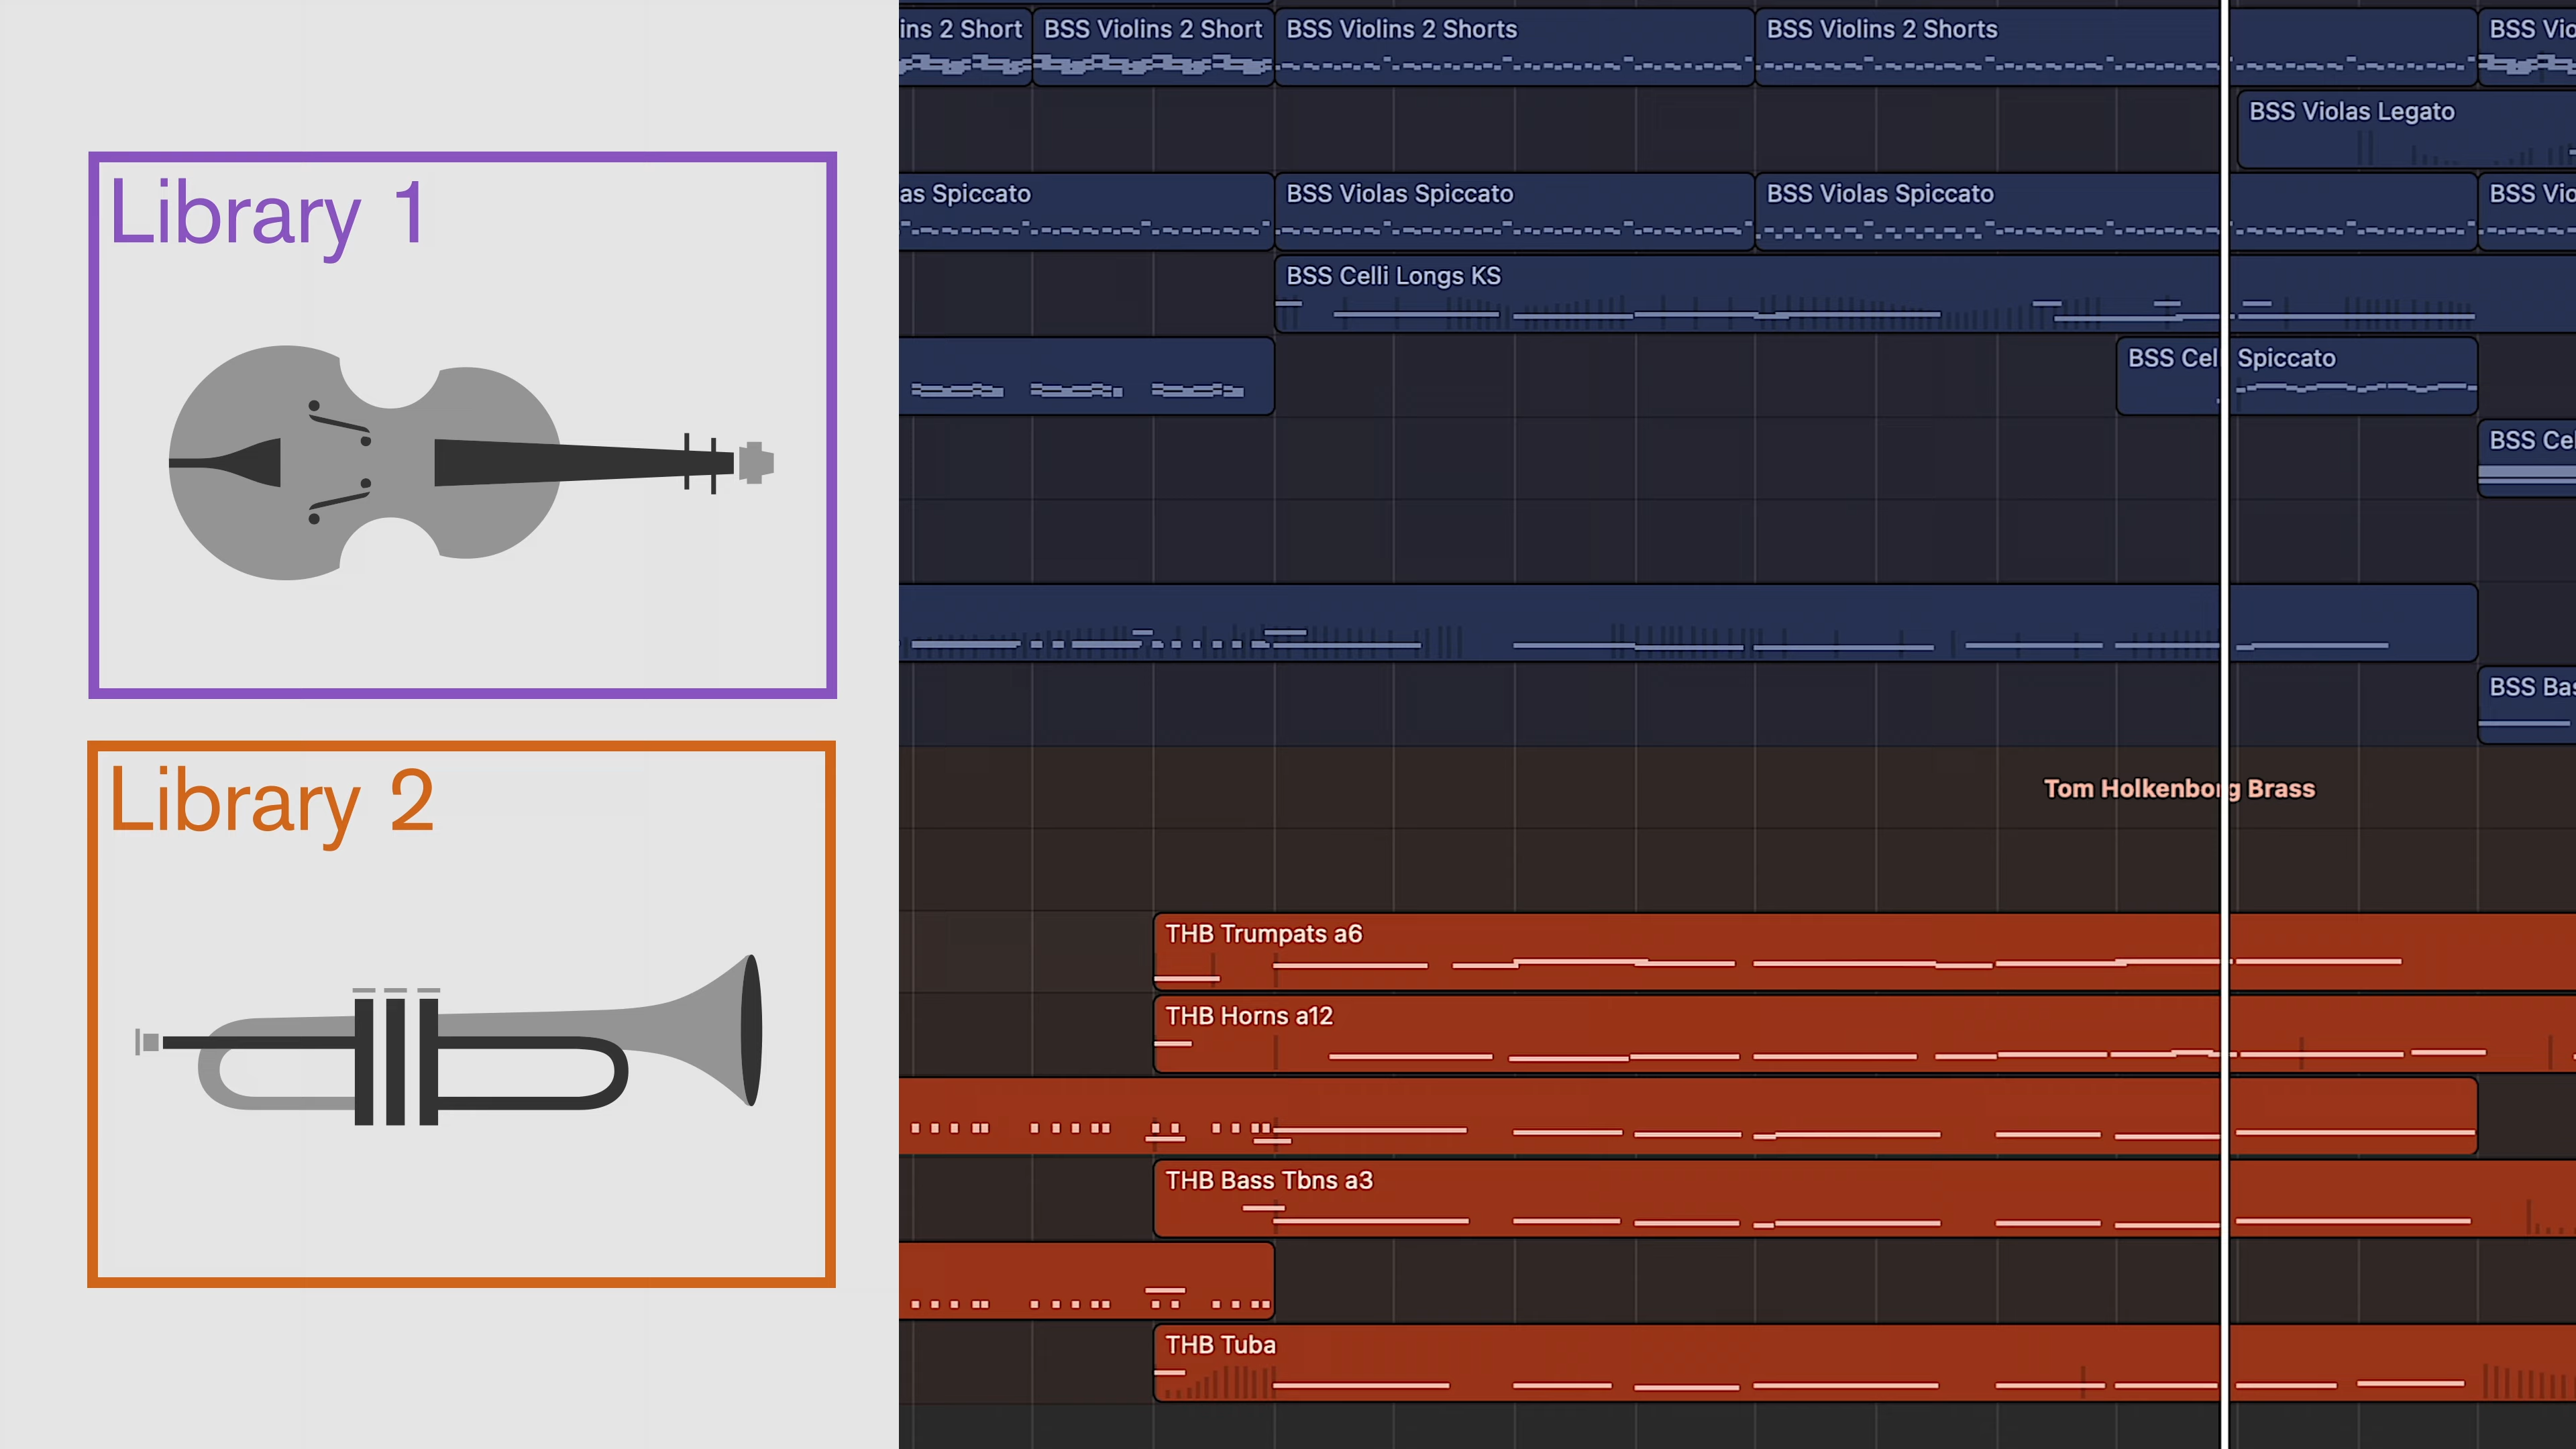 Library 1
Library 2
ins 2 Short
BSS Violins 2 Short
BSS Violins 2 Shorts
BSS Violins 2 Shorts
BSS Vio
BSS Violas Legato
as Spiccato
BSS Violas Spiccato
BSS Violas Spiccato
BSS Vio
BSS Celli Longs KS
BSS Cel Spiccato
BSS Cel
BSS Bas
Tom Holkenborg Brass
THB Trumpats a6
THB Horns a12
THB Bass Tbns a3
THB Tuba